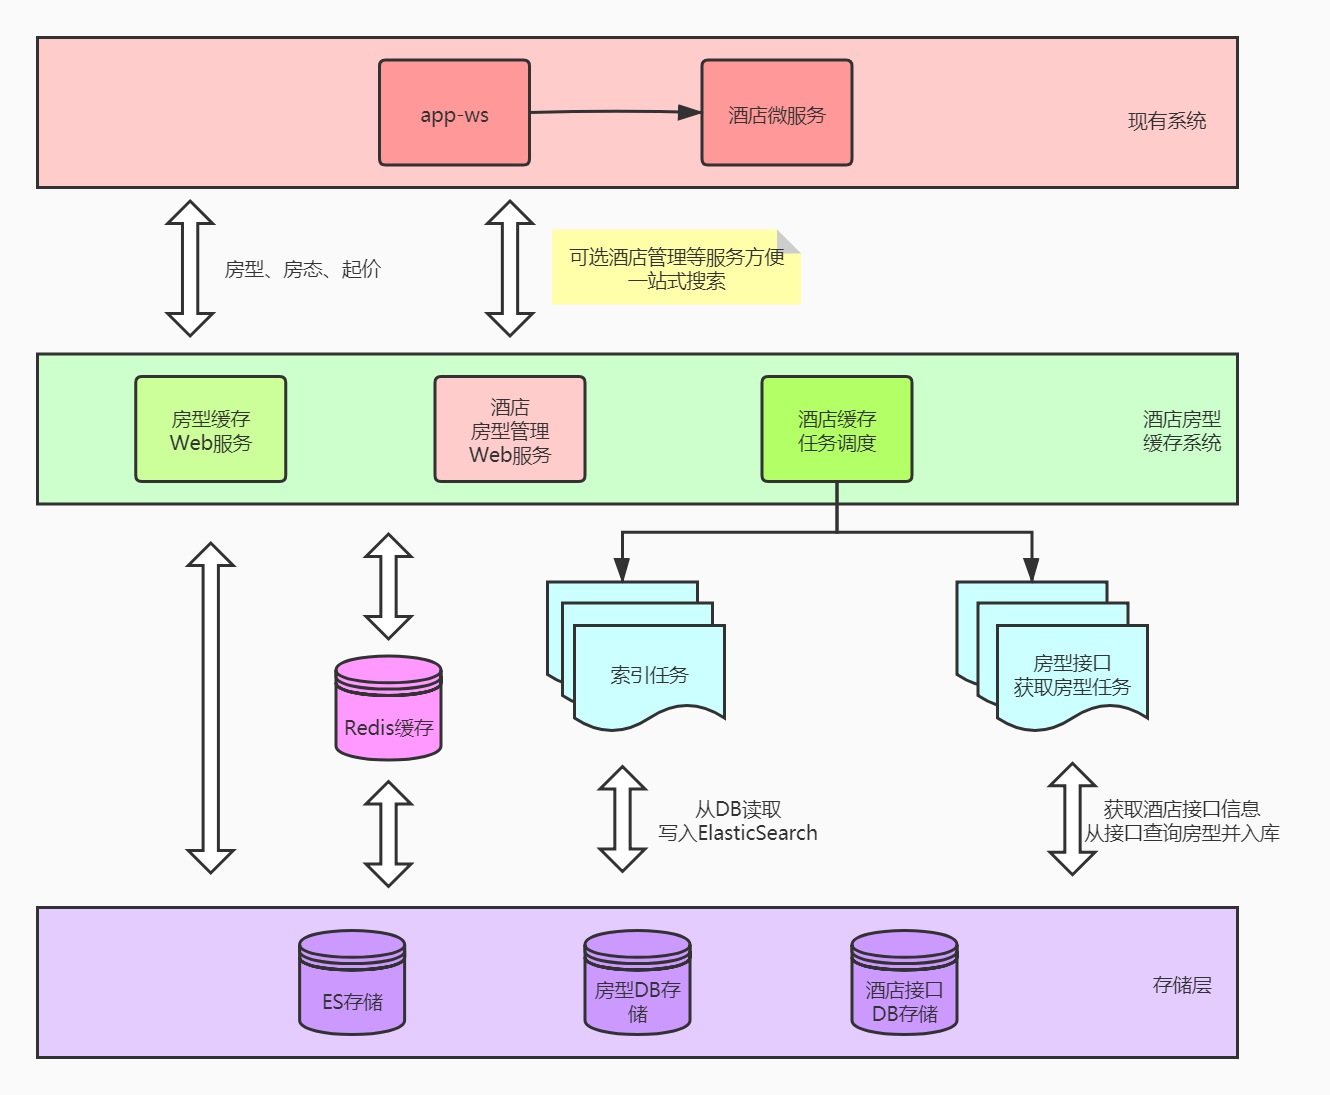 app-ws
酒店微服务
现有系统
房型、房态、起价
可选酒店管理等服务方便
一站式搜索
房型缓存
Web服务
酒店
房型管理
Web服务
酒店缓存
任务调度
酒店房型
缓存系统
Redis缓存
索引任务
房型接口
获取房型任务
从DB读取
写入ElasticSearch
获取酒店接口信息
从接口查询房型并入库
ES存储
房型DB存
储
酒店接口
DB存储
存储层